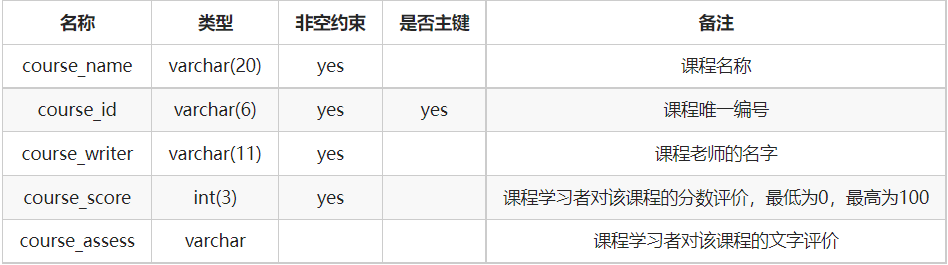 名称 类型 非空约束 是否主键 备注
course_name varchar(20) yes 课程名称
course_id varchar(6) yes yes 课程唯一编号
course_writer varchar(11) yes 课程老师的名字
course_score int(3) yes 课程学习者对该课程的分数评价，最低为0，最高为100
course_assess varchar 课程学习者对该课程的文字评价